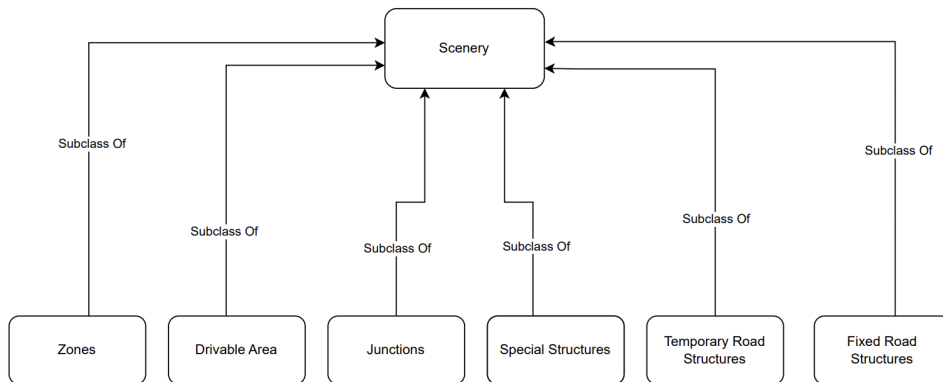 Scenery
Subclass Of
Subclass Of
Subclass Of
Subclass Of
Subclass Of
Subclass Of
Zones
Drivable Area
Junctions
Special Structures
Temporary Road
Structures
Fixed Road
Structures